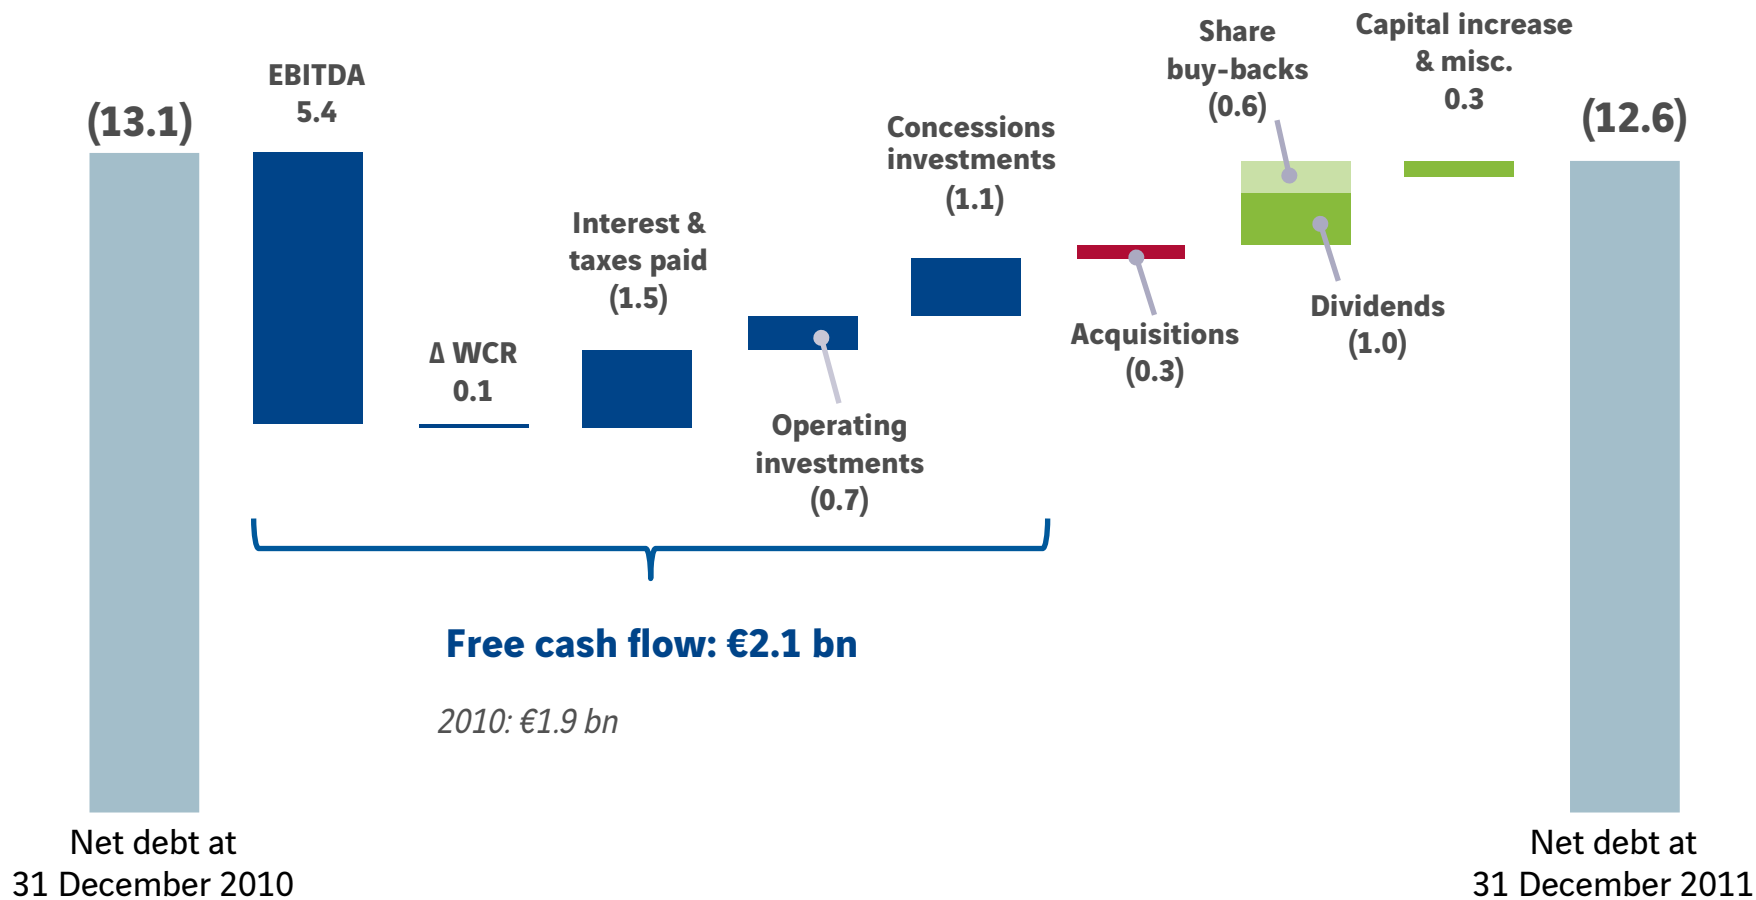 (13.1)
EBITDA
5.4
Δ WCR
0.1
Interest &
taxes paid
(1.5)
Operating
investments
(0.7)
Concessions
investments
(1.1)
Acquisitions
(0.3)
Share
buy-backs
(0.6)
Dividends
(1.0)
Capital increase
& misc.
0.3
(12.6)
Free cash flow: €2.1 bn
2010: €1.9 bn
Net debt at
31 December 2010
Net debt at
31 December 2011